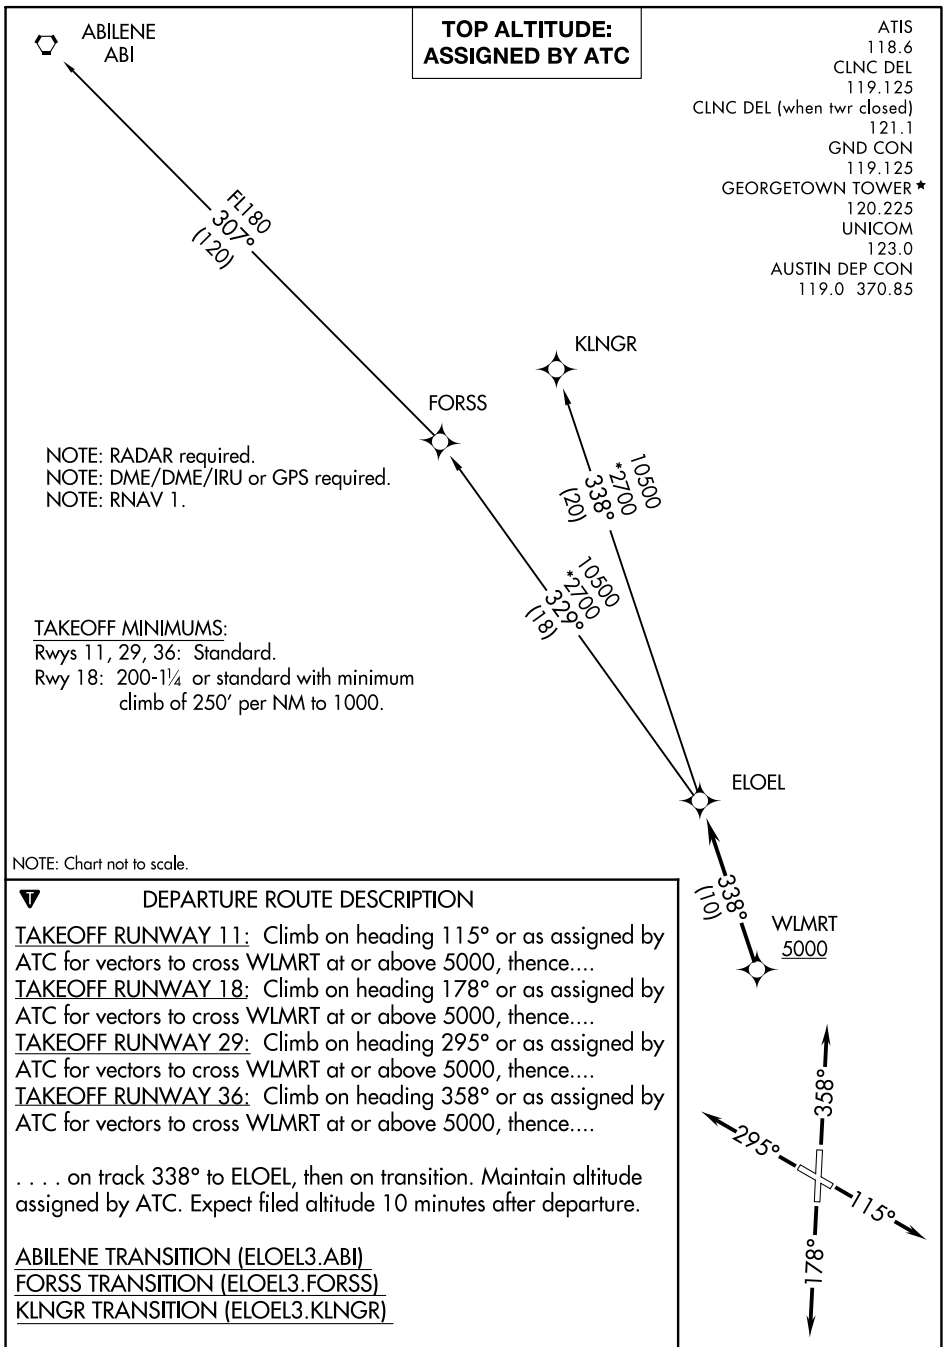 ABILENE
ABI
TOP ALTITUDE:
ASSIGNED BY ATC
ATIS
118.6
CLNC DEL
119.125
CLNC DEL (when twr closed)
121.1
GND CON
119.125
GEORGETOWN TOWER★
120.225
UNICOM
123.0
AUSTIN DEP CON
119.0 370.85
FL180
307°
(120)
KLNGR
FORSS
NOTE: RADAR required.
NOTE: DME/DME/IRU or GPS required.
NOTE: RNAV 1.
10500
*2700
338°
(20)
10500
*2700
329°
(18)
TAKEOFF MINIMUMS:
Rwys 11, 29, 36: Standard.
Rwy 18: 200-1¼ or standard with minimum
climb of 250' per NM to 1000.
ELOEL
NOTE: Chart not to scale.
338°
(10)
WLMRT
5000
T
DEPARTURE ROUTE DESCRIPTION
TAKEOFF RUNWAY 11: Climb on heading 115° or as assigned by
ATC for vectors to cross WLMRT at or above 5000, thence....
TAKEOFF RUNWAY 18: Climb on heading 178° or as assigned by
ATC for vectors to cross WLMRT at or above 5000, thence....
TAKEOFF RUNWAY 29: Climb on heading 295° or as assigned by
ATC for vectors to cross WLMRT at or above 5000, thence....
TAKEOFF RUNWAY 36: Climb on heading 358° or as assigned by
ATC for vectors to cross WLMRT at or above 5000, thence....
. . . . on track 338° to ELOEL, then on transition. Maintain altitude
assigned by ATC. Expect filed altitude 10 minutes after departure.
ABILENE TRANSITION (ELOEL3.ABI)
FORSS TRANSITION (ELOEL3.FORSS)
KLNGR TRANSITION (ELOEL3.KLNGR)
358°
295°
115°
178°